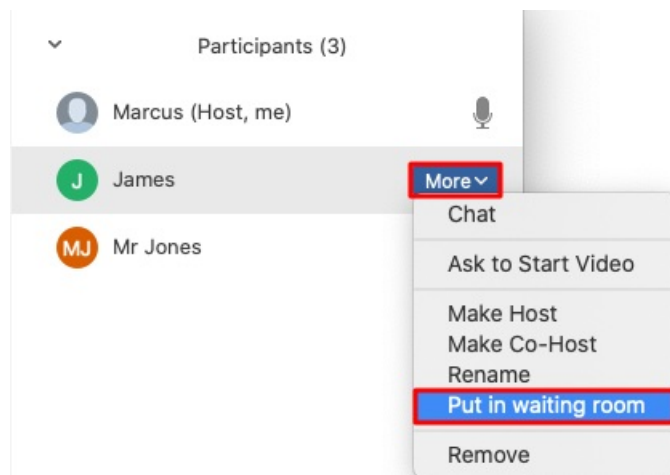 Participants (3)
Marcus (Host, me)
J James More
MJ Mr Jones
Chat
Ask to Start Video
Make Host
Make Co-Host
Rename
Put in waiting room
Remove